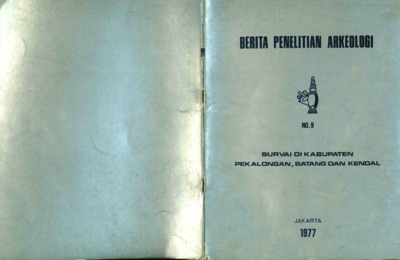 BERITA PENELITIAN ARKEOLOGI
NO. 9
SURVAI DI KABUPATEN
PEKALONGAN, BATANG DAN KENDAL
JAKARTA
1977